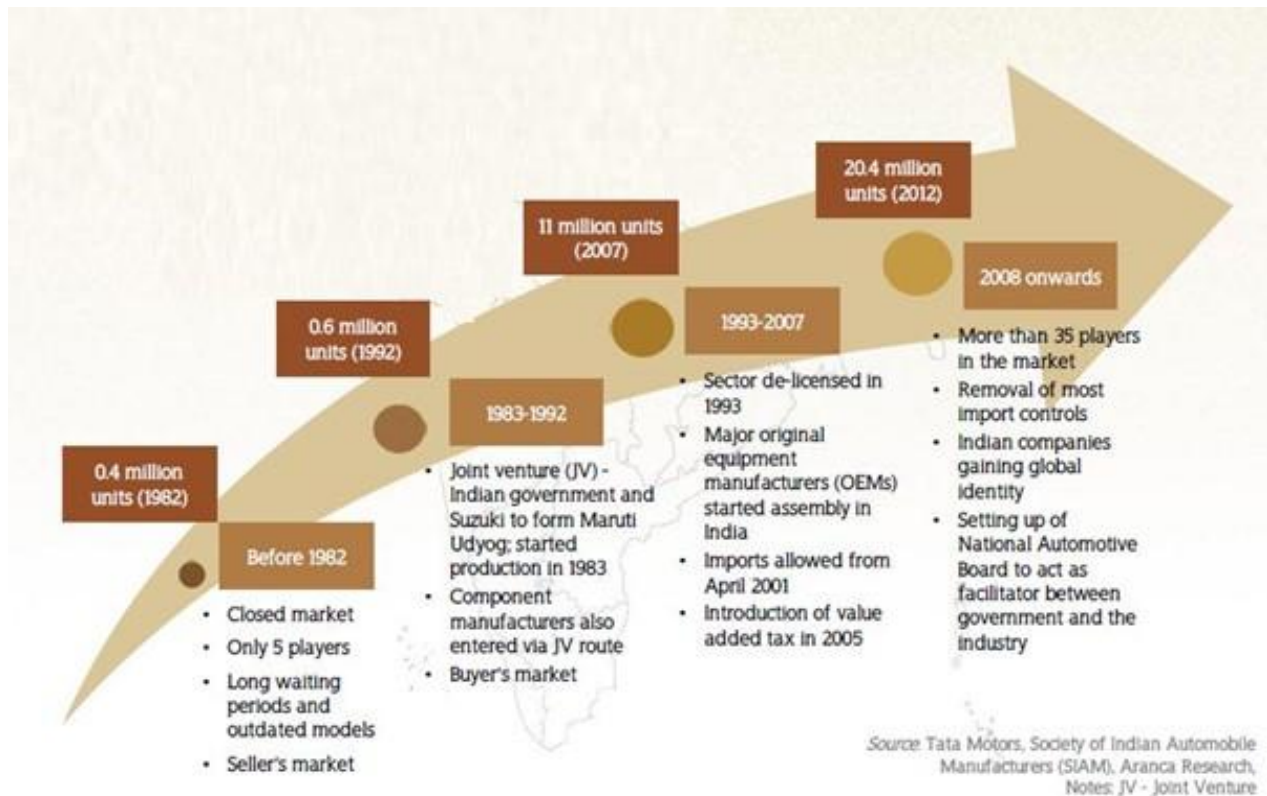 0.4 million
units (1982)
Before 1982
• Closed market
• Only 5 players
• Long waiting
periods and
outdated models
• Seller's market
0.6 million
units (1992)
1983-1992
• Joint venture (JV) -
Indian government and
Suzuki to form Maruti
Udyog; started
production in 1983
• Component
manufacturers also
entered via JV route
• Buyer's market
11 million units
(2007)
1993-2007
• Sector de-licensed in
1993
• Major original
equipment
manufacturers (OEMs)
started assembly in
India
• Imports allowed from
April 2001
• Introduction of value
added tax in 2005
20.4 million
units (2012)
2008 onwards
• More than 35 players
in the market
• Removal of most
import controls
• Indian companies
gaining global
identity
• Setting up of
National Automotive
Board to act as
facilitator between
government and the
industry
Source: Tata Motors, Society of Indian Automobile
Manufacturers (SIAM), Aranca Research,
Notes: JV - Joint Venture